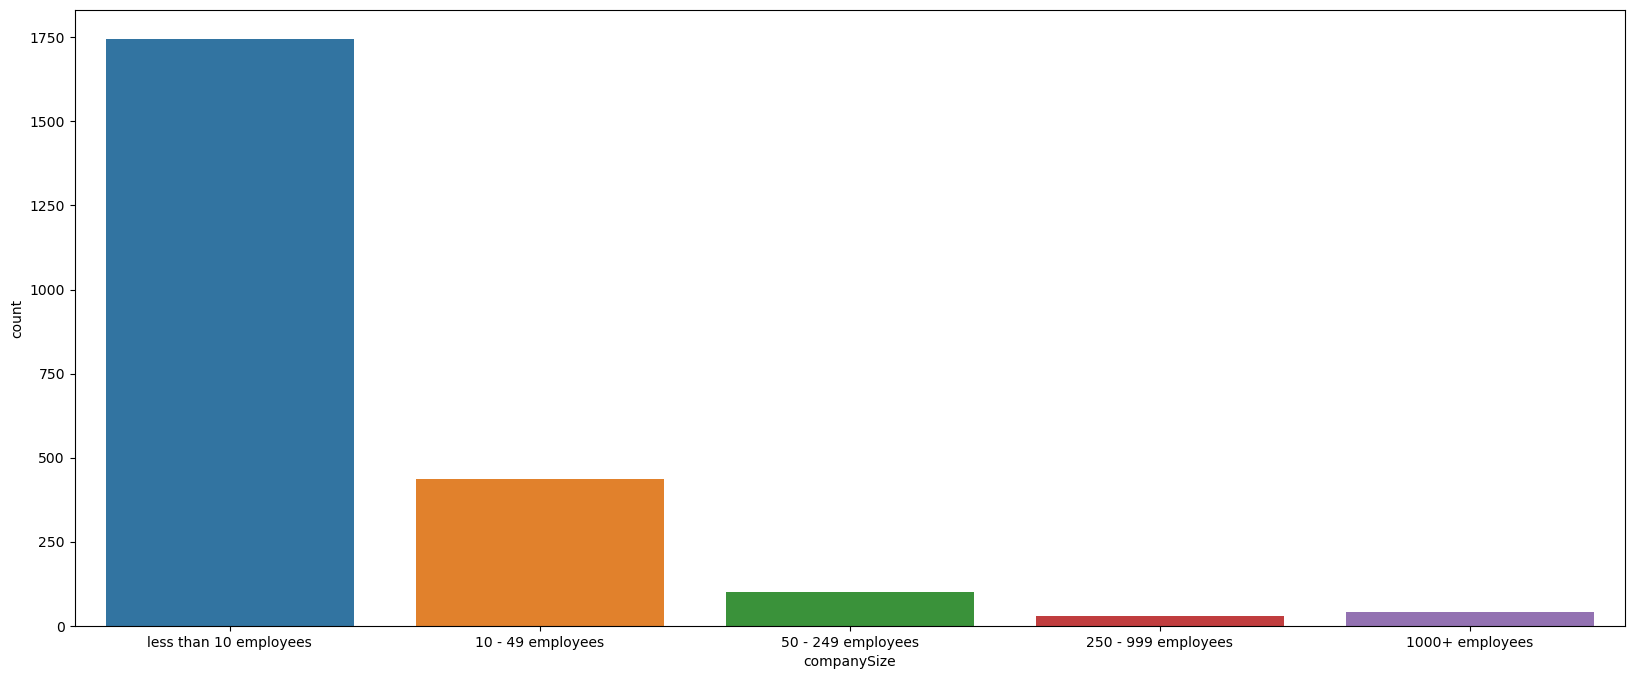 1750
1500
1250
1000
750
500
250
0
count
less than 10 employees
10 - 49 employees
50 - 249 employees
250 - 999 employees
1000+ employees
companySize